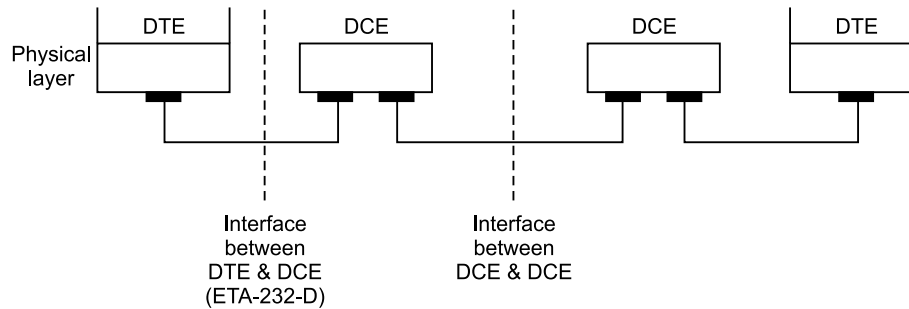 DTE
DCE
DCE
DTE
Physical
layer
Interface
between
DTE & DCE
(ETA-232-D)
Interface
between
DCE & DCE